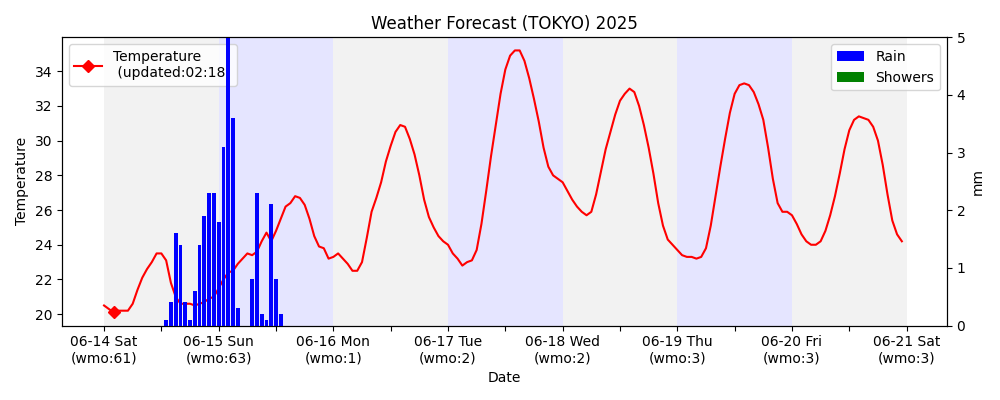 Weather Forecast (TOKYO) 2025
Temperature
(updated:02:18
Rain
Showers
Temperature
34
32
30
28
26
24
22
20
5
4
3
2
1
0
mm
06-14 Sat
(wmo:61)
06-15 Sun
(wmo:63)
06-16 Mon
(wmo:1)
06-17 Tue
(wmo:2)
06-18 Wed
(wmo:2)
06-19 Thu
(wmo:3)
06-20 Fri
(wmo:3)
06-21 Sat
(wmo:3)
Date